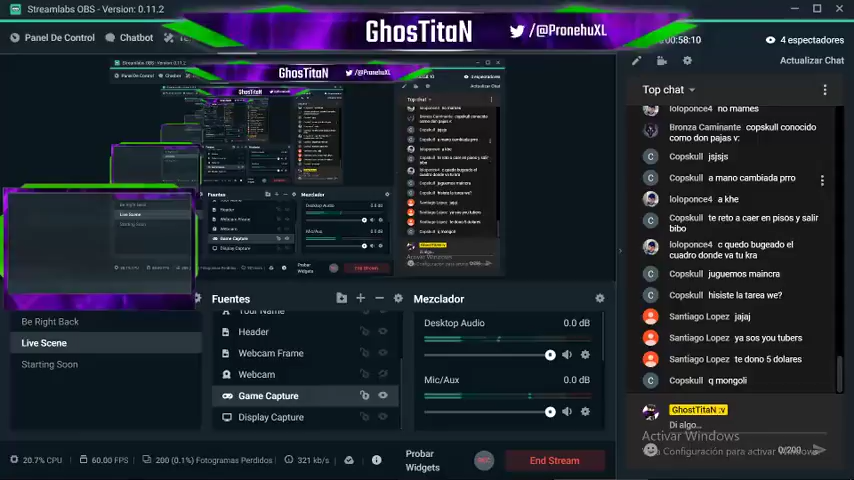 Streamlabs OBS - Version: 0.11.2
Panel De Control
Chatbot
GhosTitaN
/@PronehuXL
00:58:10
4 espectadores
Actualizar Chat
Top chat
loloponce4 no mames
Bronza Caminante copskull conocido
como don pajas v:
Copskull jsjsjs
Copskull a mano cambiada prro
loloponce4 a khe
Copskull te reto a caer en pisos y salir
bibo
loloponce4 c quedo bugeado el
cuadro donde va tu kra
Copskull juguemos maincra
Copskull hisiste la tarea we?
Santiago Lopez jajaj
Santiago Lopez ya sos you tubers
Santiago Lopez te dono 5 dolares
Copskull q mongoli
GhosTitaN :v
Di algo...
0/200
Activar Windows
a Configuración para activar Windows
GhosTitaN
/@PronehuXL
Be Right Back
Live Scene
Starting Soon
Fuentes
Your Name
Header
Webcam Frame
Webcam
Game Capture
Display Capture
Mezclador
Desktop Audio
0.0 dB
Mic/Aux
0.0 dB
20.7% CPU
60.00 FPS
200 (0.1%) Fotogramas Perdidos
321 kb/s
Probar
Widgets
REC
End Stream